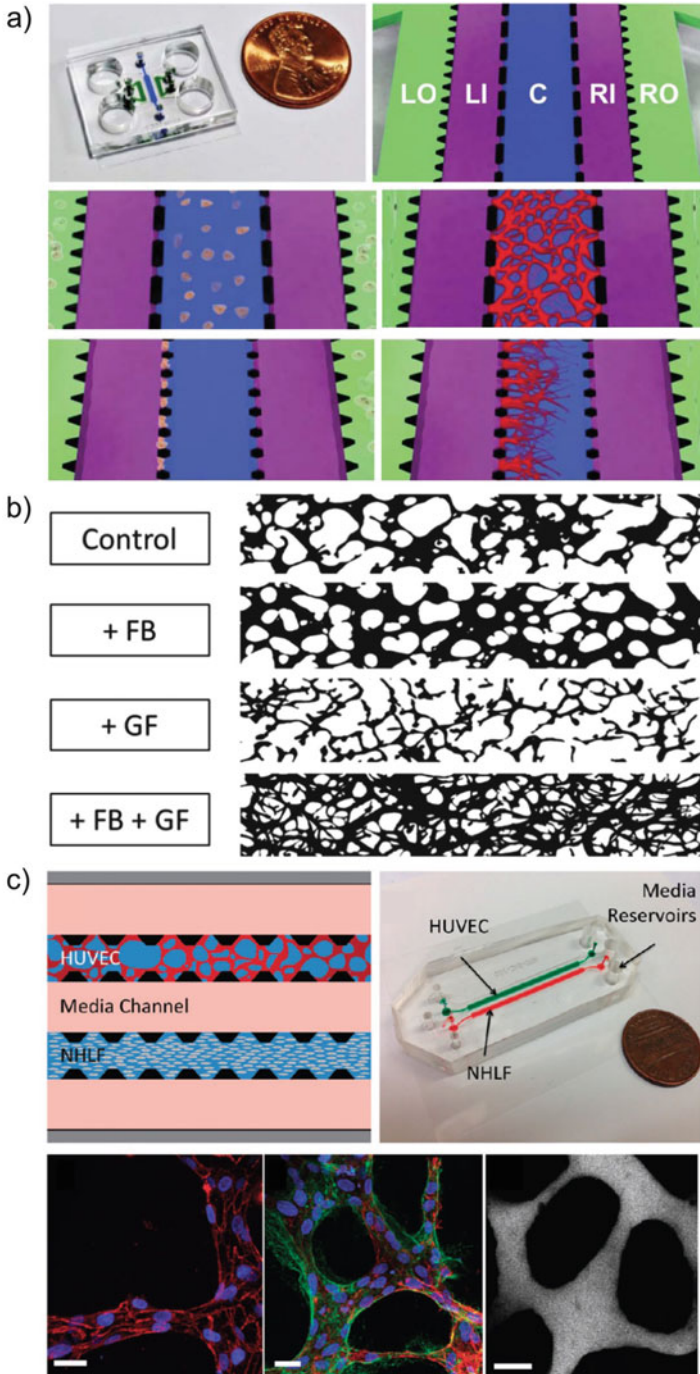 a)
LO LI C RI RO
b)
Control
+ FB
+ GF
+ FB + GF
c)
HUVEC
Media Channel
NHLF
Media
Reservoirs
HUVEC
NHLF